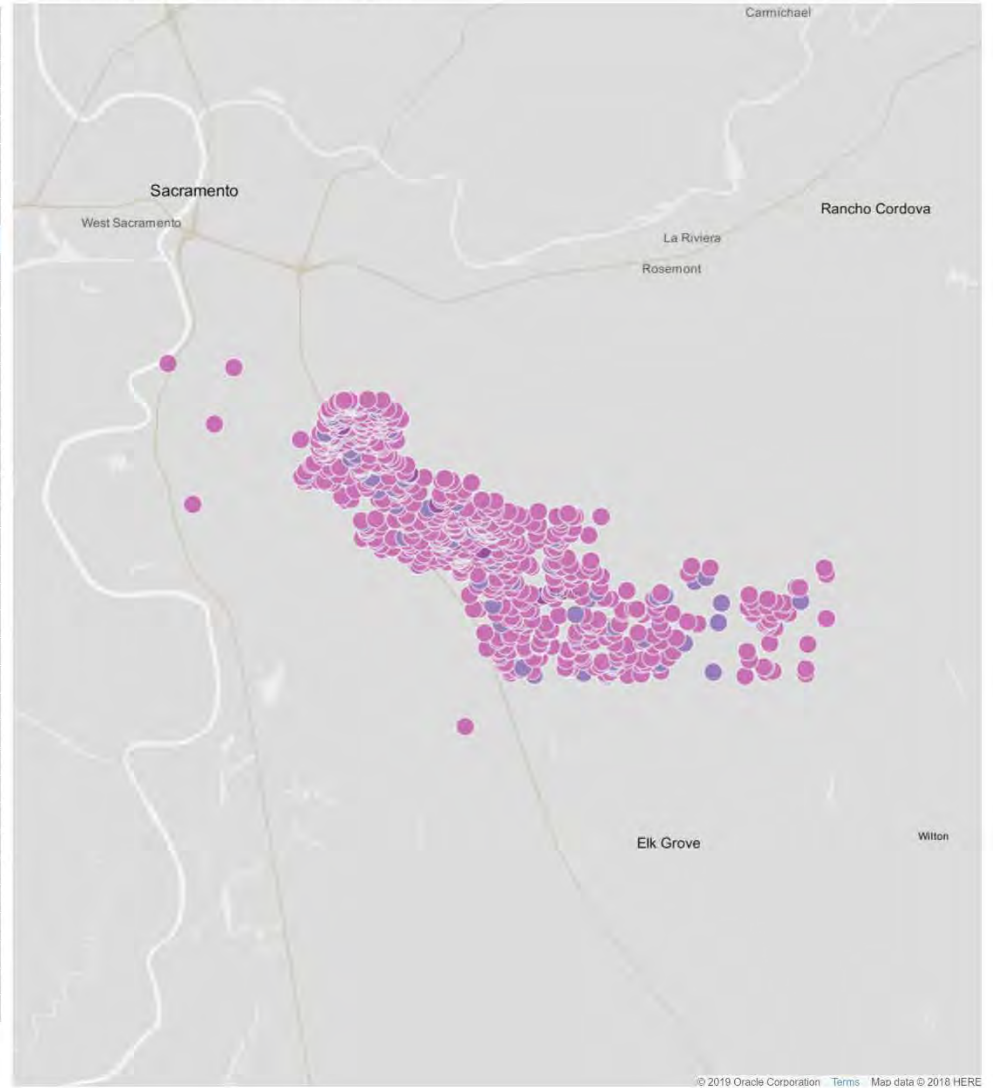 Carmichael
Sacramento
West Sacramento
Rancho Cordova
La Riviera
Rosemont
Elk Grove
Wilton
© 2019 Oracle Corporation Terms Map data © 2018 HERE